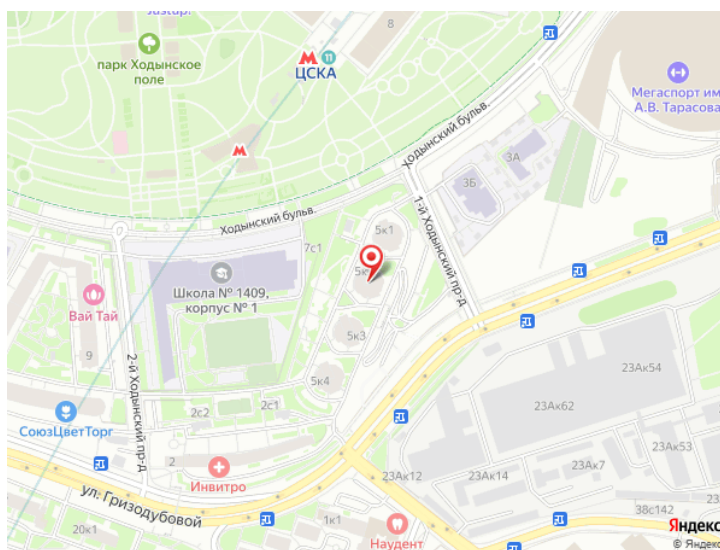 8
парк Ходынское
поле
ЦСКА
11
Мегаспорт им
А.В. Тарасова
Ходынский бульв.
3А
3Б
1-й Ходынский пр-д
Ходынский бульв.
5к1
7с1
Школа № 1409,
корпус № 1
Вай Тай
9
2-й Ходынский пр-д
5к3
5к4
23Ак54
23Ак62
2с2
2с1
СоюзЦветТорг
2
Инвитро
23Ак12
23Ак14
23Ак7
23Ак53
ул. Гризодубовой
38с142
20к1
1к1
Наудент
Яндекс
© Яндекс